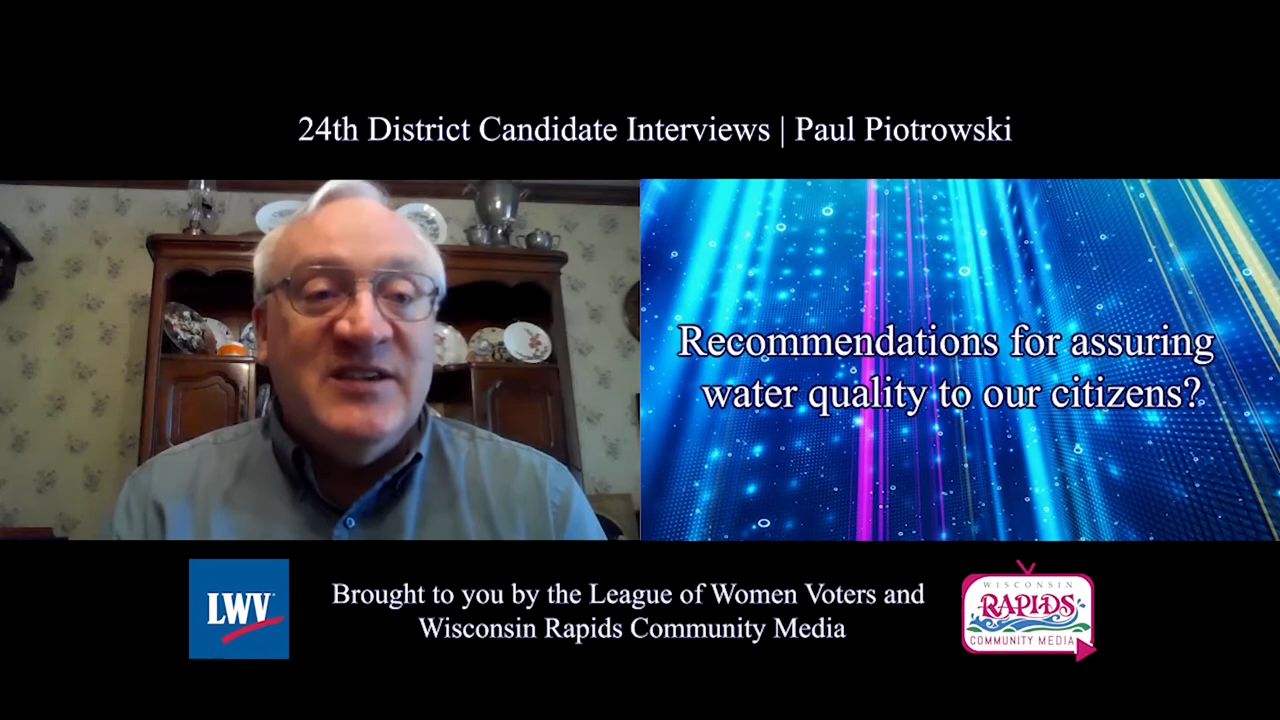 24th District Candidate Interviews | Paul Piotrowski
Recommendations for assuring
water quality to our citizens?
LWV
Brought to you by the League of Women Voters and
Wisconsin Rapids Community Media
WISCONSIN
RAPIDS
COMMUNITY MEDIA